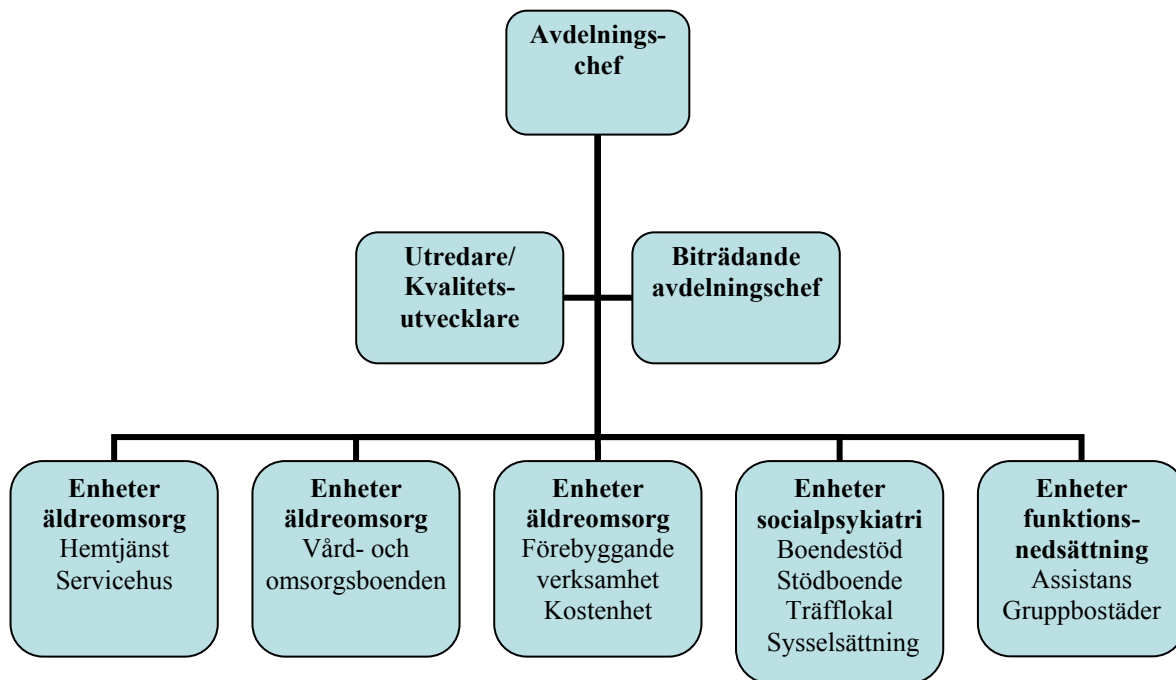 Avdelnings-
chef
Utredare/
Kvalitets-
utvecklare
Biträdande
avdelningschef
Enheter
äldreomsorg
Hemtjänst
Servicehus
Enheter
äldreomsorg
Vård- och
omsorgsboenden
Enheter
äldreomsorg
Förebyggande
verksamhet
Kostenhet
Enheter
socialpsykiatri
Boendestöd
Stödboende
Träfflokal
Sysselsättning
Enheter
funktions-
nedsättning
Assistans
Gruppbostäder